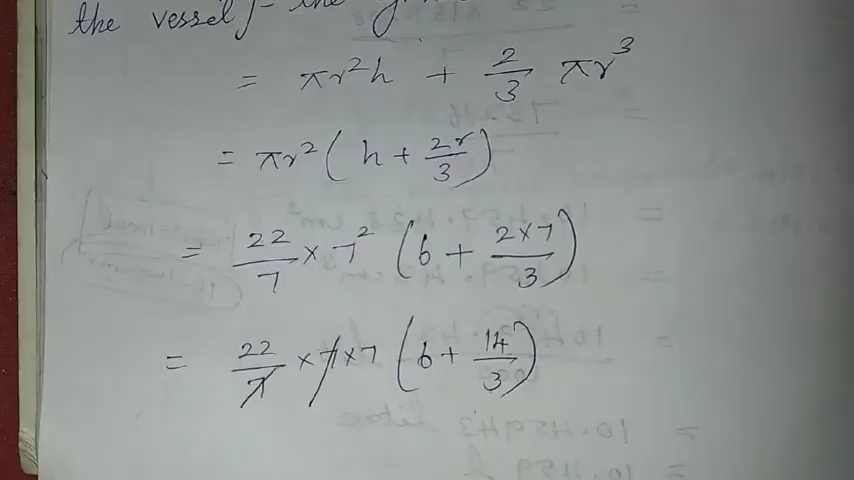 the vessel} = the
= πr²h + 2/3 πr³
= πr² ( h + 2r/3 )
= 22/7 × 7² ( 6 + 2×7/3 )
= 22/7 × 7 × 7 ( 6 + 14/3 )